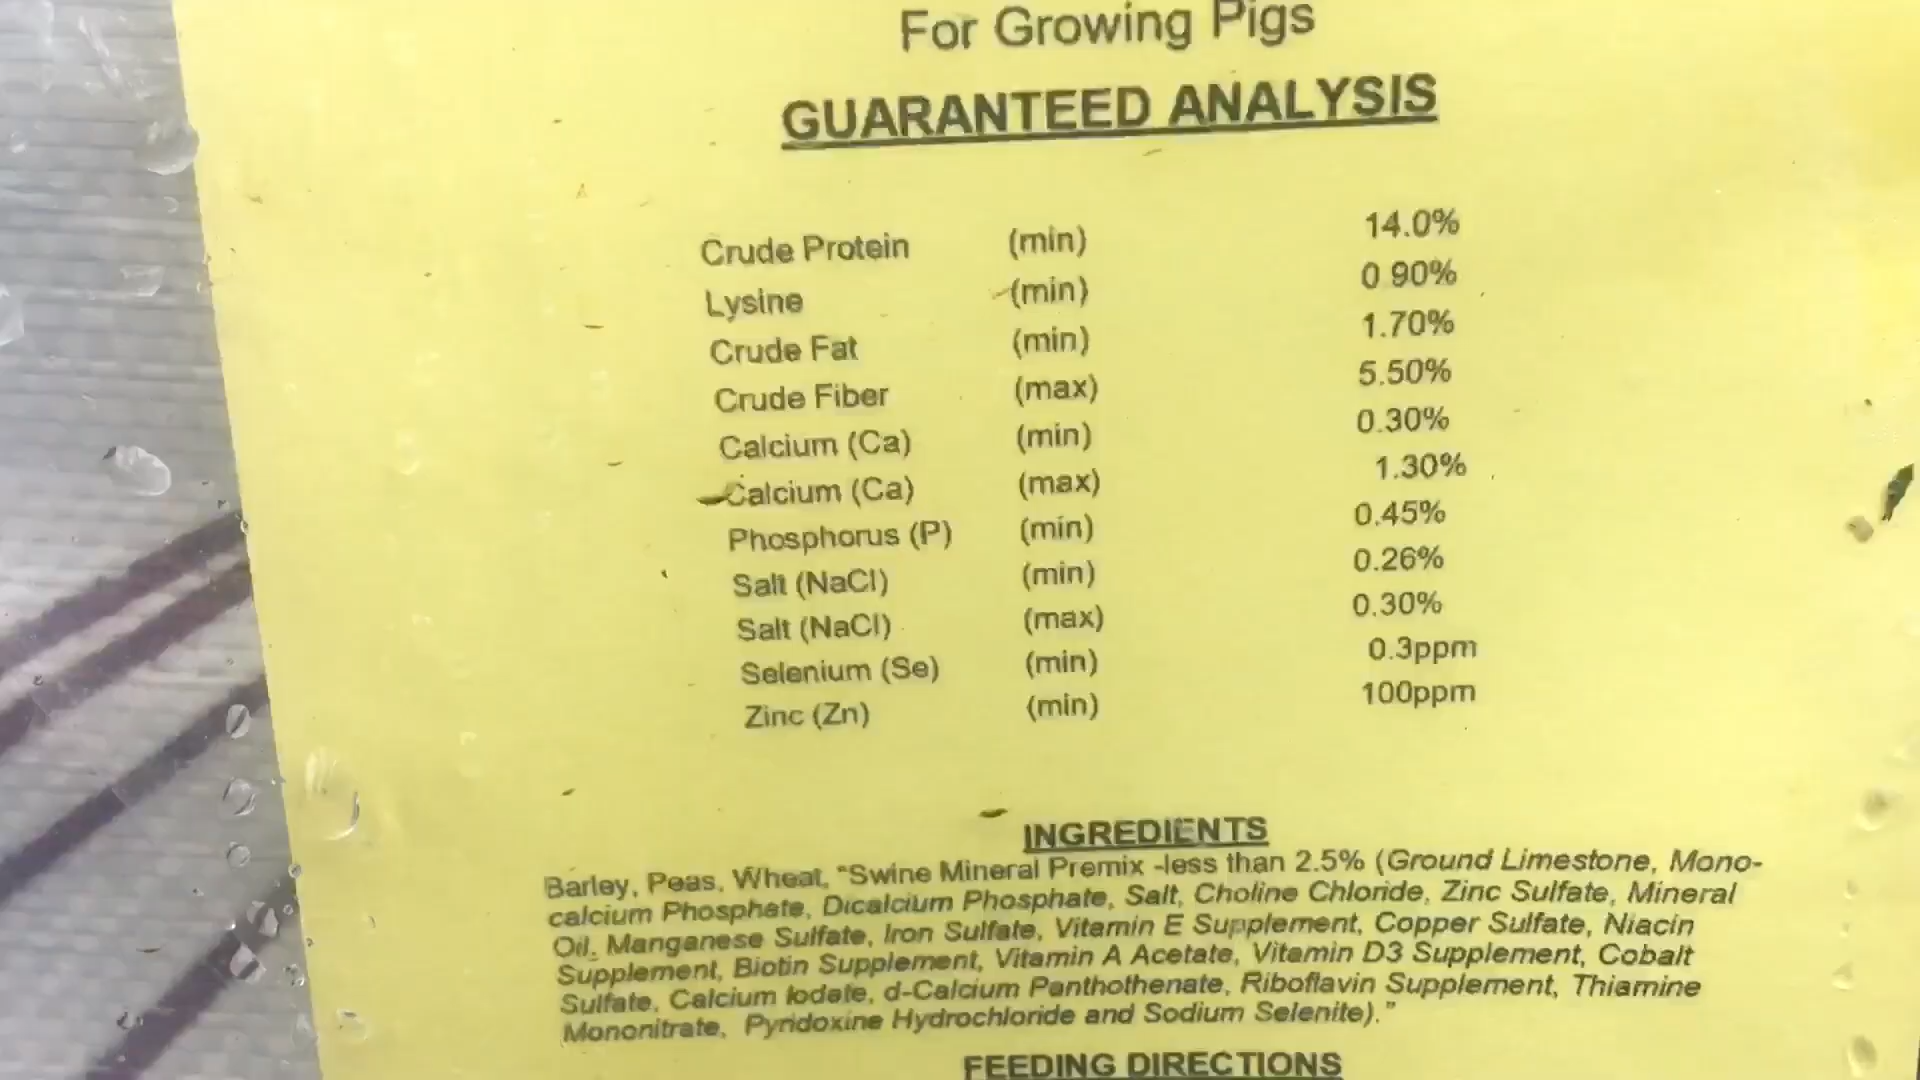 For Growing Pigs
GUARANTEED ANALYSIS
Crude Protein (min) 14.0%
Lysine (min) 0 90%
Crude Fat (min) 1.70%
Crude Fiber (max) 5.50%
Calcium (Ca) (min) 0.30%
Calcium (Ca) (max) 1.30%
Phosphorus (P) (min) 0.45%
Salt (NaCl) (min) 0.26%
Salt (NaCl) (max) 0.30%
Selenium (Se) (min) 0.3ppm
Zinc (Zn) (min) 100ppm
INGREDIENTS
Barley, Peas, Wheat, "Swine Mineral Premix -less than 2.5% (Ground Limestone, Mono-
calcium Phosphate, Dicalcium Phosphate, Salt, Choline Chloride, Zinc Sulfate, Mineral
Oil, Manganese Sulfate, Iron Sulfate, Vitamin E Supplement, Copper Sulfate, Niacin
Supplement, Biotin Supplement, Vitamin A Acetate, Vitamin D3 Supplement, Cobalt
Sulfate, Calcium Iodate, d-Calcium Panthothenate, Riboflavin Supplement, Thiamine
Mononitrate, Pyridoxine Hydrochloride and Sodium Selenite)."
FEEDING DIRECTIONS